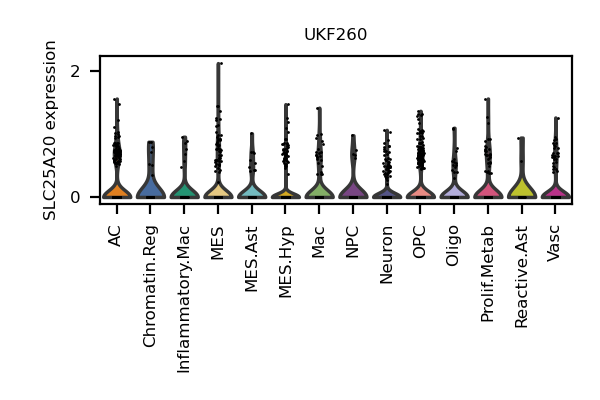 UKF260
SLC25A20 expression
2
0
AC
Chromatin.Reg
Inflammatory.Mac
MES
MES.Ast
MES.Hyp
Mac
NPC
Neuron
OPC
Oligo
Prolif.Metab
Reactive.Ast
Vasc